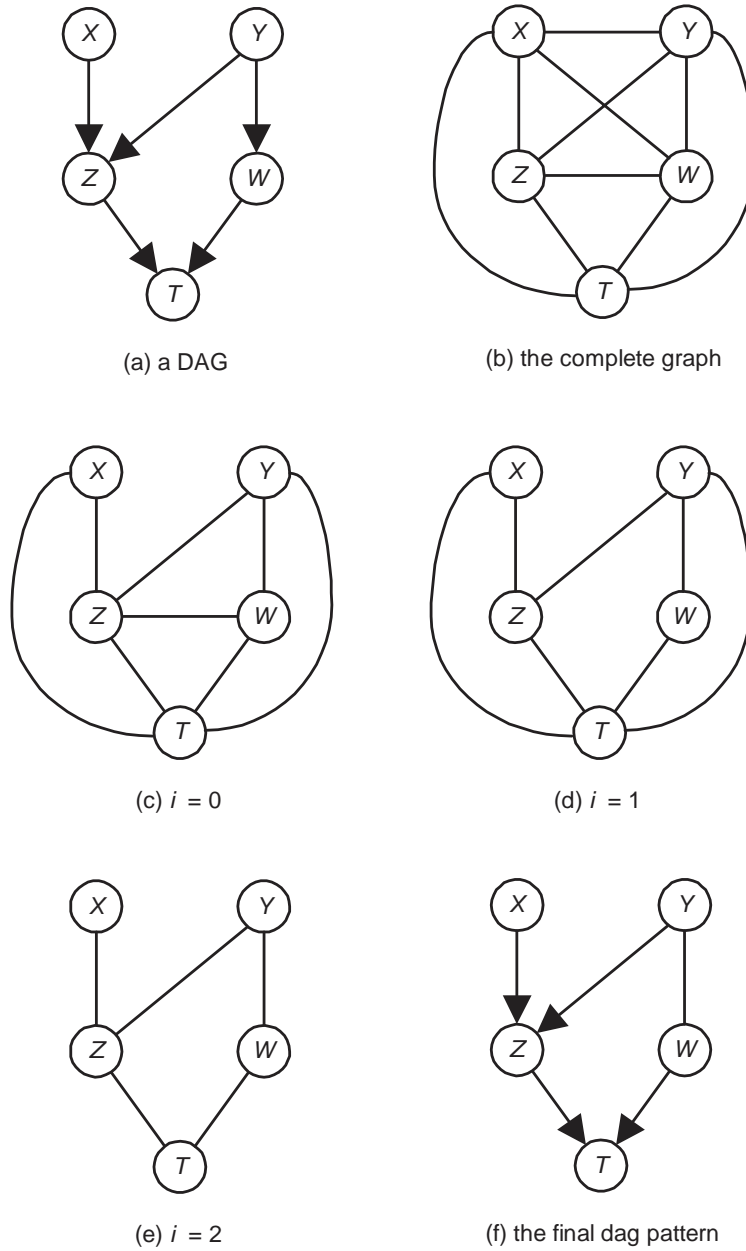 X Y X Y
Z W Z W
T T
(a) a DAG (b) the complete graph
X Y X Y
Z W Z W
T T
(c) i = 0 (d) i = 1
X Y X Y
Z W Z W
T T
(e) i = 2 (f) the final dag pattern